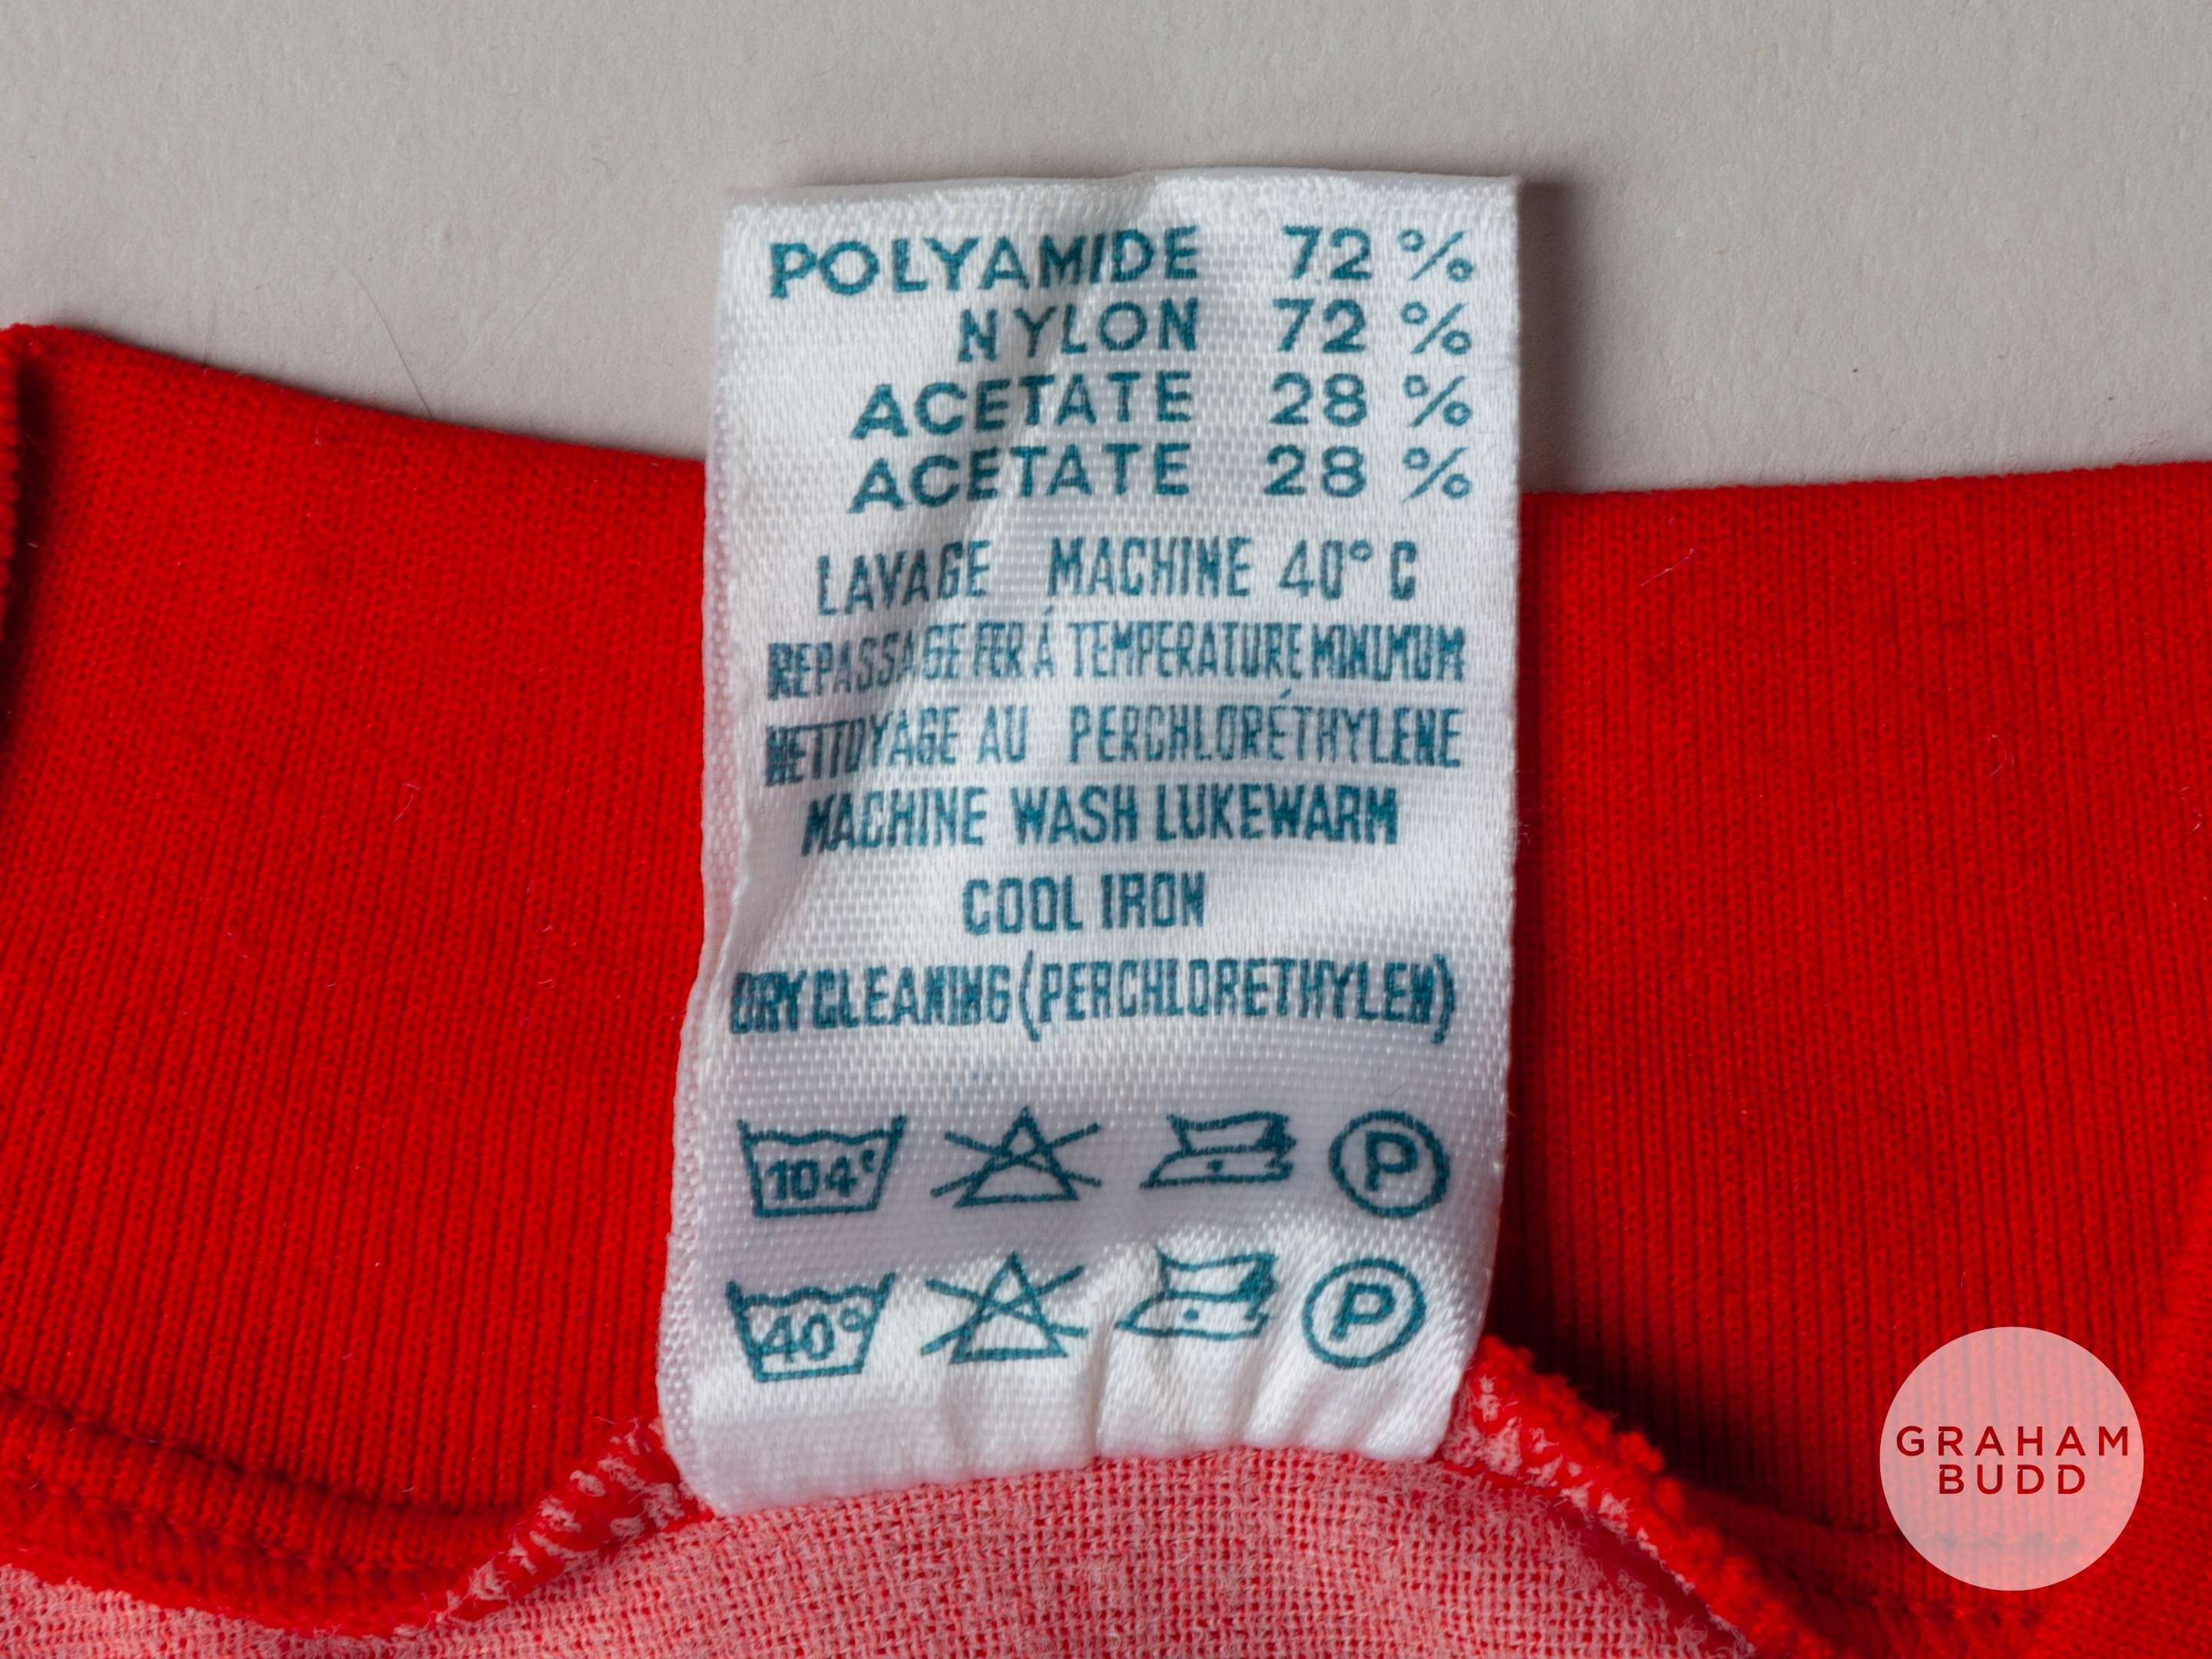 POLYAMIDE 72 %
NYLON 72 %
ACETATE 28 %
ACETATE 28 %
LAVAGE MACHINE 40° C
REPASSAGE FER Á TEMPERATURE MINIMUM
NETTOYAGE AU PERCHLORÉTHYLENE
MACHINE WASH LUKEWARM
COOL IRON
DRY CLEANING (PERCHLORETHYLEN)
104° P
40° P
GRAHAM
BUDD